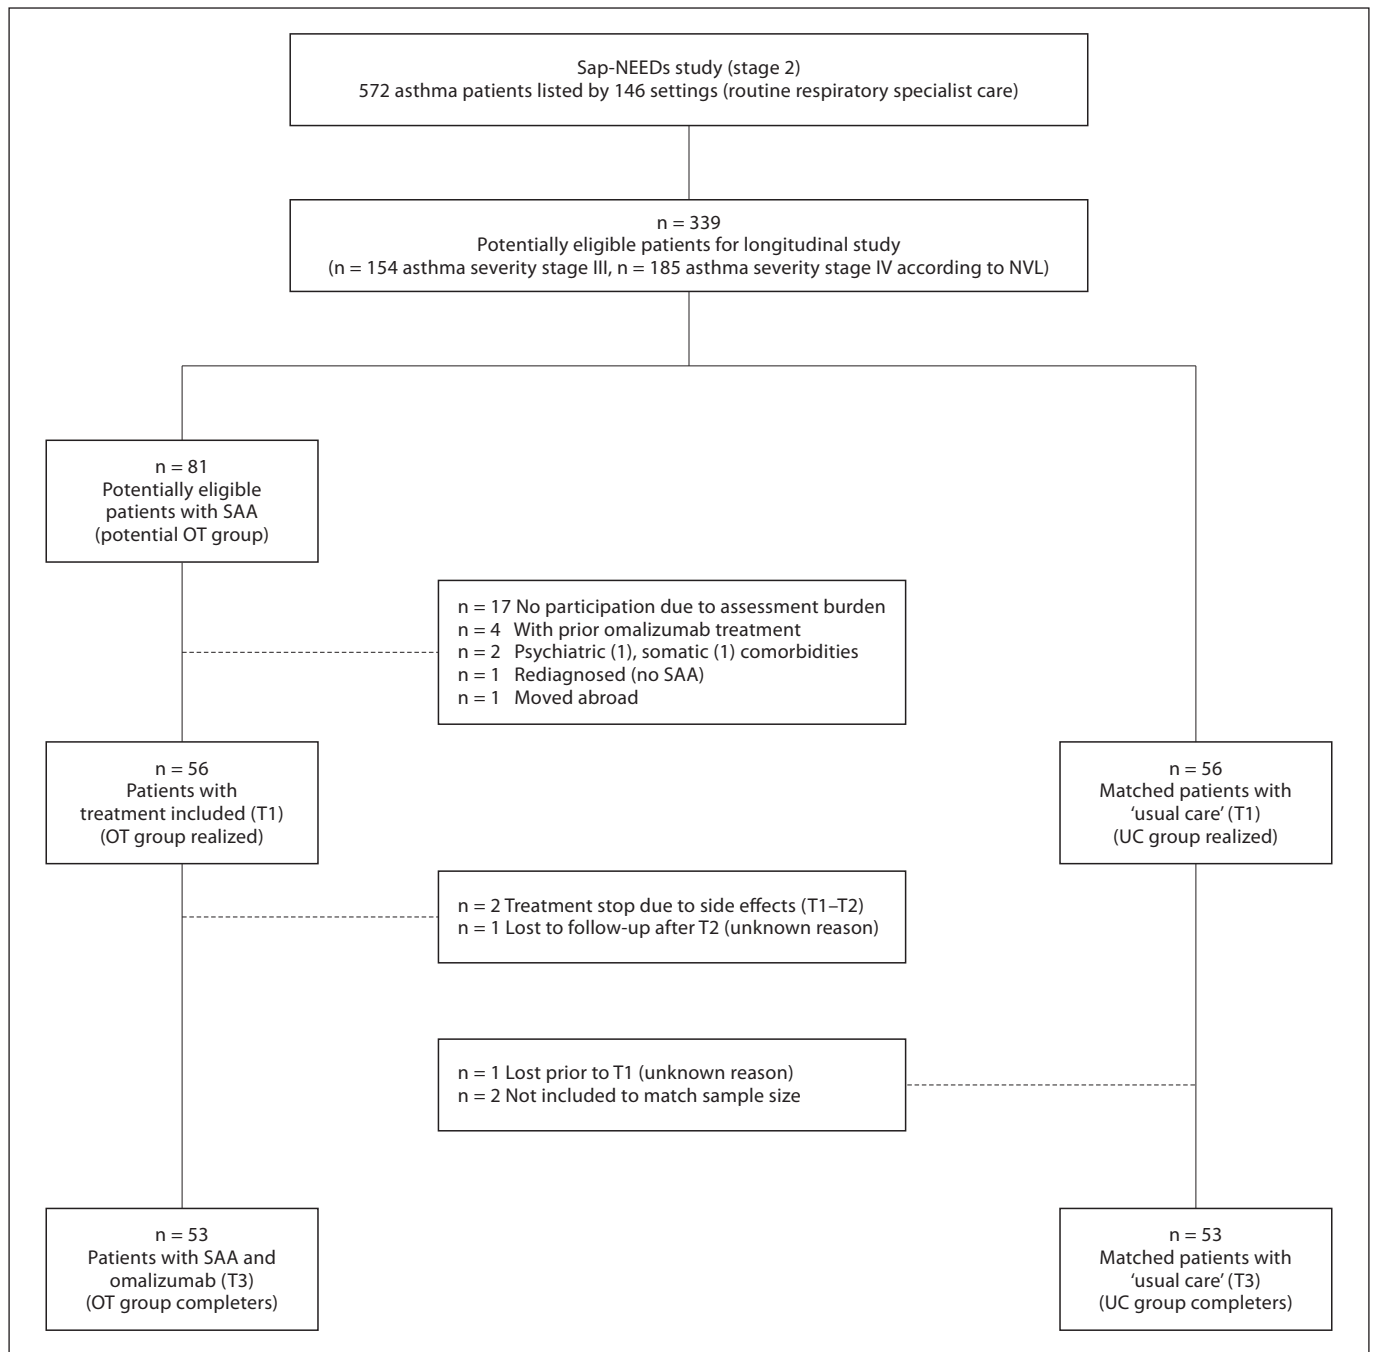 Sap-NEEDs study (stage 2)
572 asthma patients listed by 146 settings (routine respiratory specialist care)
n = 339
Potentially eligible patients for longitudinal study
(n = 154 asthma severity stage III, n = 185 asthma severity stage IV according to NVL)
n = 81
Potentially eligible
patients with SAA
(potential OT group)
n = 17 No participation due to assessment burden
n = 4 With prior omalizumab treatment
n = 2 Psychiatric (1), somatic (1) comorbidities
n = 1 Rediagnosed (no SAA)
n = 1 Moved abroad
n = 56
Patients with
treatment included (T1)
(OT group realized)
n = 56
Matched patients with
‘usual care’ (T1)
(UC group realized)
n = 2 Treatment stop due to side effects (T1–T2)
n = 1 Lost to follow-up after T2 (unknown reason)
n = 1 Lost prior to T1 (unknown reason)
n = 2 Not included to match sample size
n = 53
Patients with SAA and
omalizumab (T3)
(OT group completers)
n = 53
Matched patients with
‘usual care’ (T3)
(UC group completers)